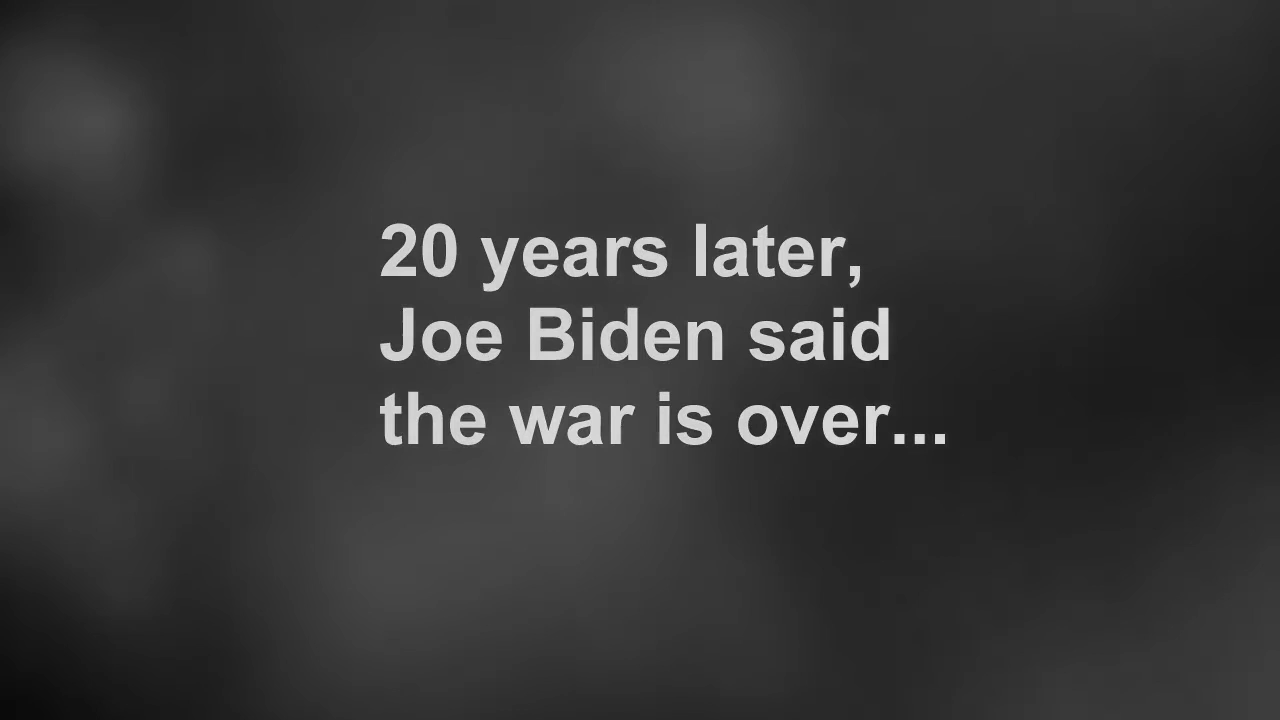 20 years later,
Joe Biden said
the war is over...